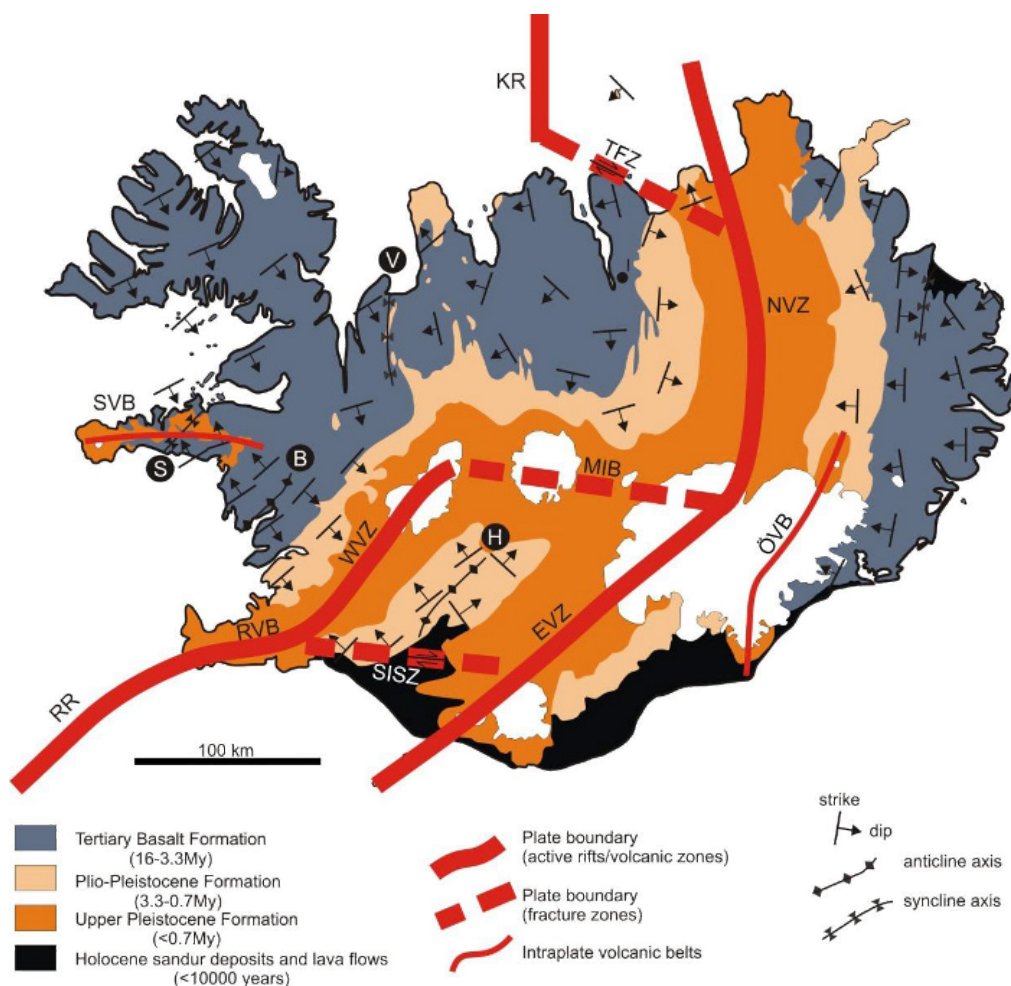 KR
TFZ
V
NVZ
SVB
S
B
MIB
WVZ
H
ÖVB
RVB
EVZ
SISZ
RR
100 km
Tertiary Basalt Formation
(16-3.3My)
Plio-Pleistocene Formation
(3.3-0.7My)
Upper Pleistocene Formation
(<0.7My)
Holocene sandur deposits and lava flows
(<10000 years)
Plate boundary
(active rifts/volcanic zones)
Plate boundary
(fracture zones)
Intraplate volcanic belts
strike
dip
anticline axis
syncline axis